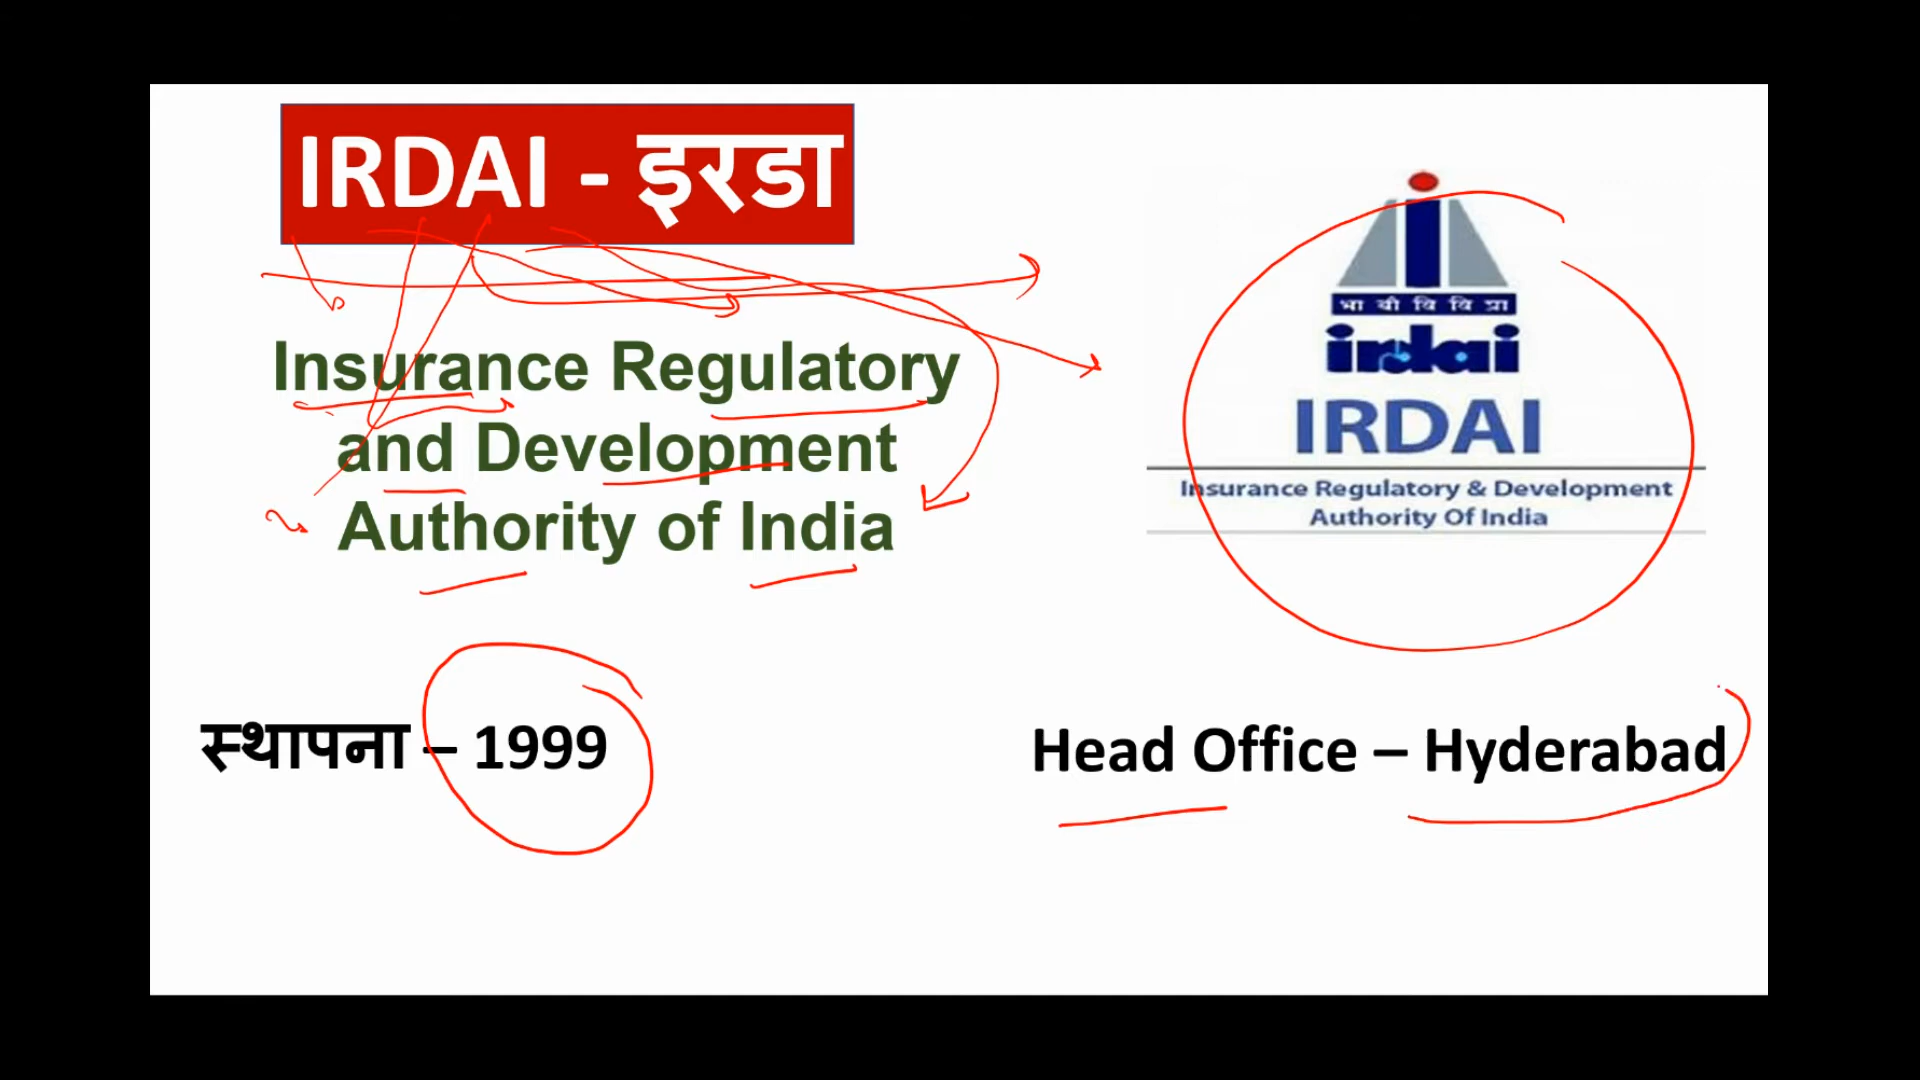 IRDAI - इरडा
Insurance Regulatory
and Development
Authority of India
भा बी वि वि प्रा
irdai
IRDAI
Insurance Regulatory & Development
Authority Of India
स्थापना – 1999
Head Office – Hyderabad